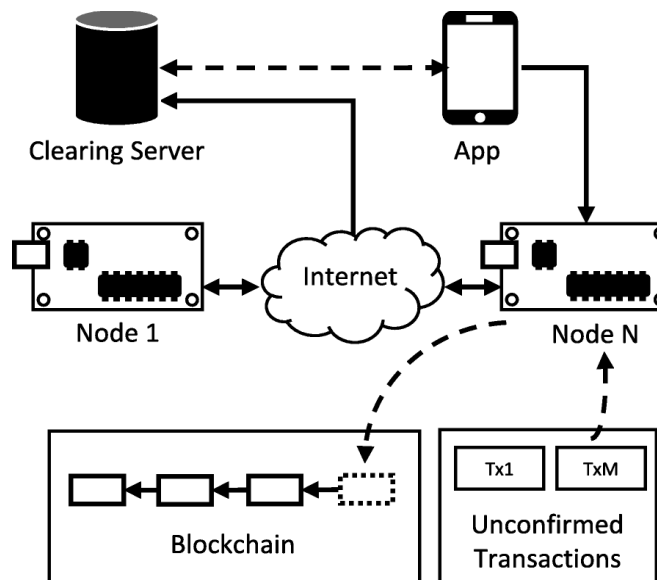 Clearing Server
App
Internet
Node 1
Node N
Tx1
TxM
Blockchain
Unconfirmed
Transactions